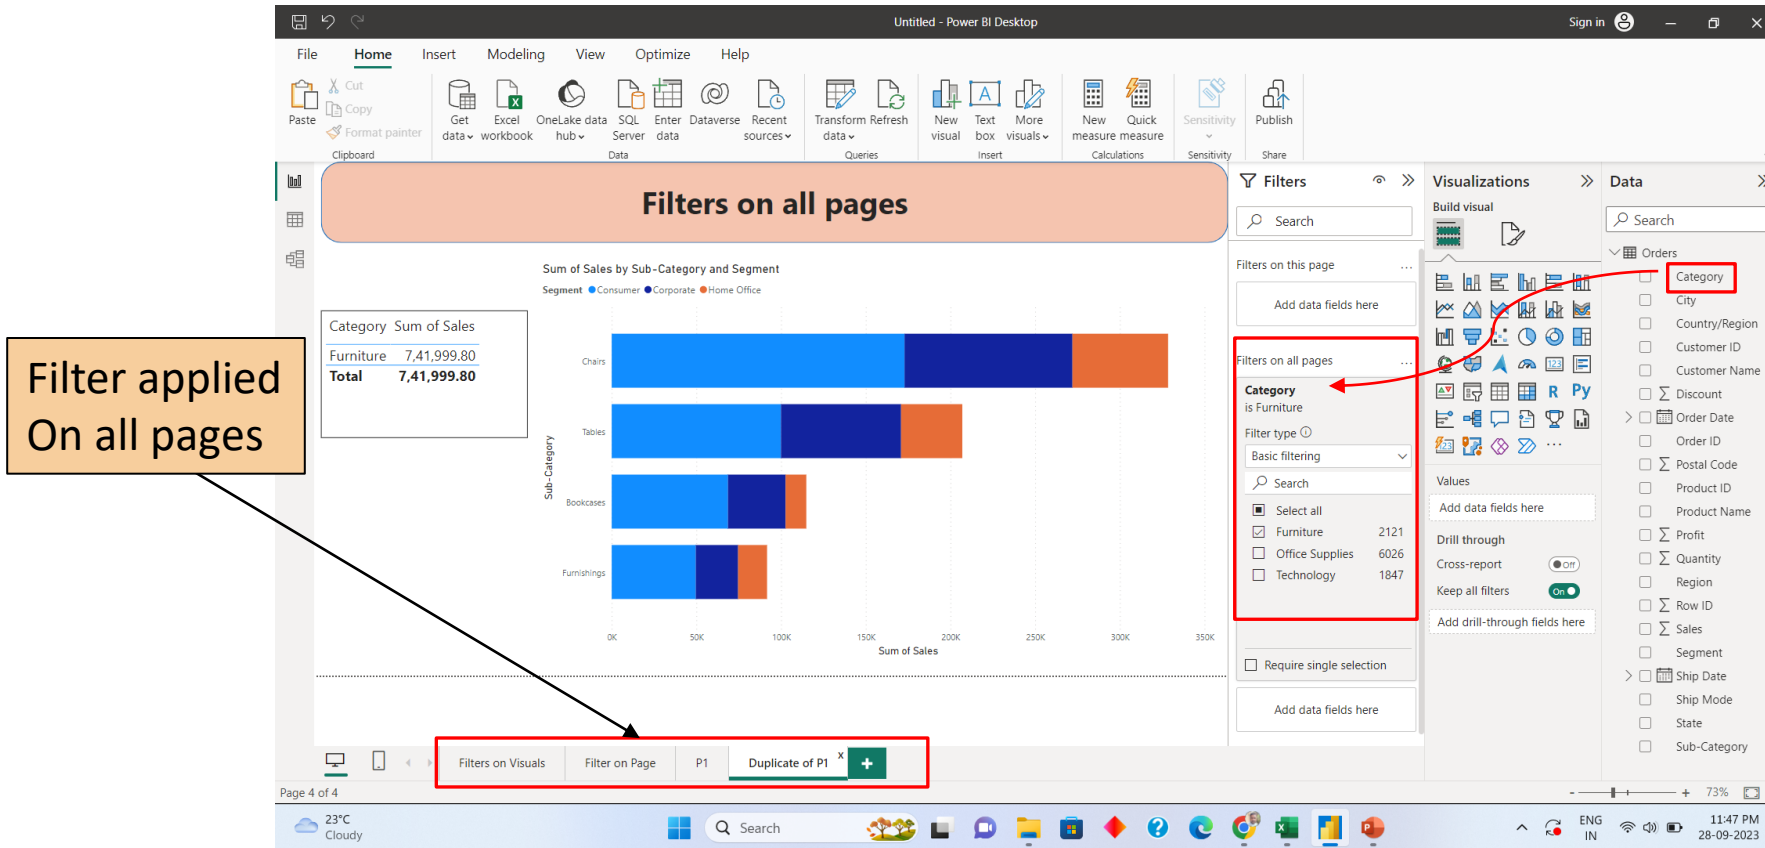 Untitled - Power BI Desktop
Sign in
File Home Insert Modeling View Optimize Help
Paste
Cut
Copy
Format painter
Clipboard
Get data
Excel workbook
OneLake data hub
SQL Server
Enter data
Dataverse
Recent sources
Data
Transform data
Refresh
Queries
New visual
Text box
More visuals
Insert
New measure
Quick measure
Calculations
Sensitivity
Sensitivity
Publish
Share
Filters on all pages
Sum of Sales by Sub-Category and Segment
Segment Consumer Corporate Home Office
Category Sum of Sales
Furniture 7,41,999.80
Total 7,41,999.80
Sub-Category
Chairs
Tables
Bookcases
Furnishings
0K 50K 100K 150K 200K 250K 300K 350K
Sum of Sales
Filter applied
On all pages
Filters
Search
Filters on this page ...
Add data fields here
Filters on all pages ...
Category
is Furniture
Filter type
Basic filtering
Search
Select all
Furniture 2121
Office Supplies 6026
Technology 1847
Require single selection
Add data fields here
Visualizations
Build visual
123
R Py
123
...
Values
Add data fields here
Drill through
Cross-report Off
Keep all filters On
Add drill-through fields here
Data
Search
Orders
Category
City
Country/Region
Customer ID
Customer Name
∑ Discount
Order Date
Order ID
∑ Postal Code
Product ID
Product Name
∑ Profit
∑ Quantity
Region
∑ Row ID
∑ Sales
Segment
Ship Date
Ship Mode
State
Sub-Category
Filters on Visuals Filter on Page P1 Duplicate of P1 x +
Page 4 of 4
- + 73%
23°C
Cloudy
Search
ENG
IN
11:47 PM
28-09-2023